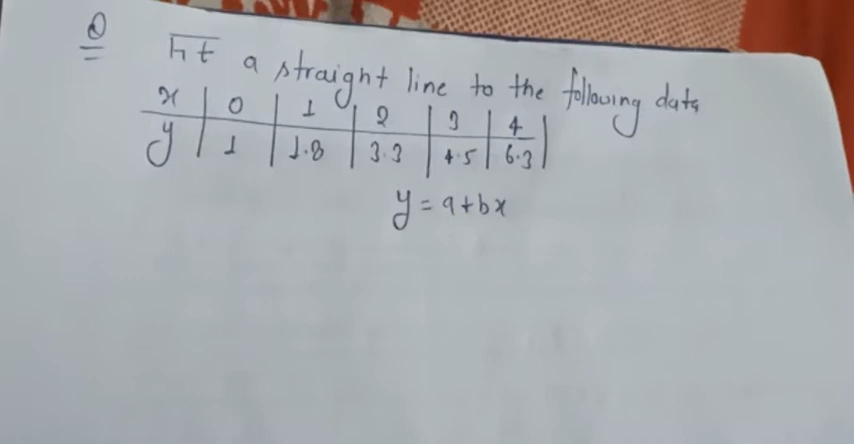 Q
Fit a straight line to the following data
x | 0 | 1 | 2 | 3 | 4
y | 1 | 1.8 | 3.3 | 4.5 | 6.3
y = a + bx